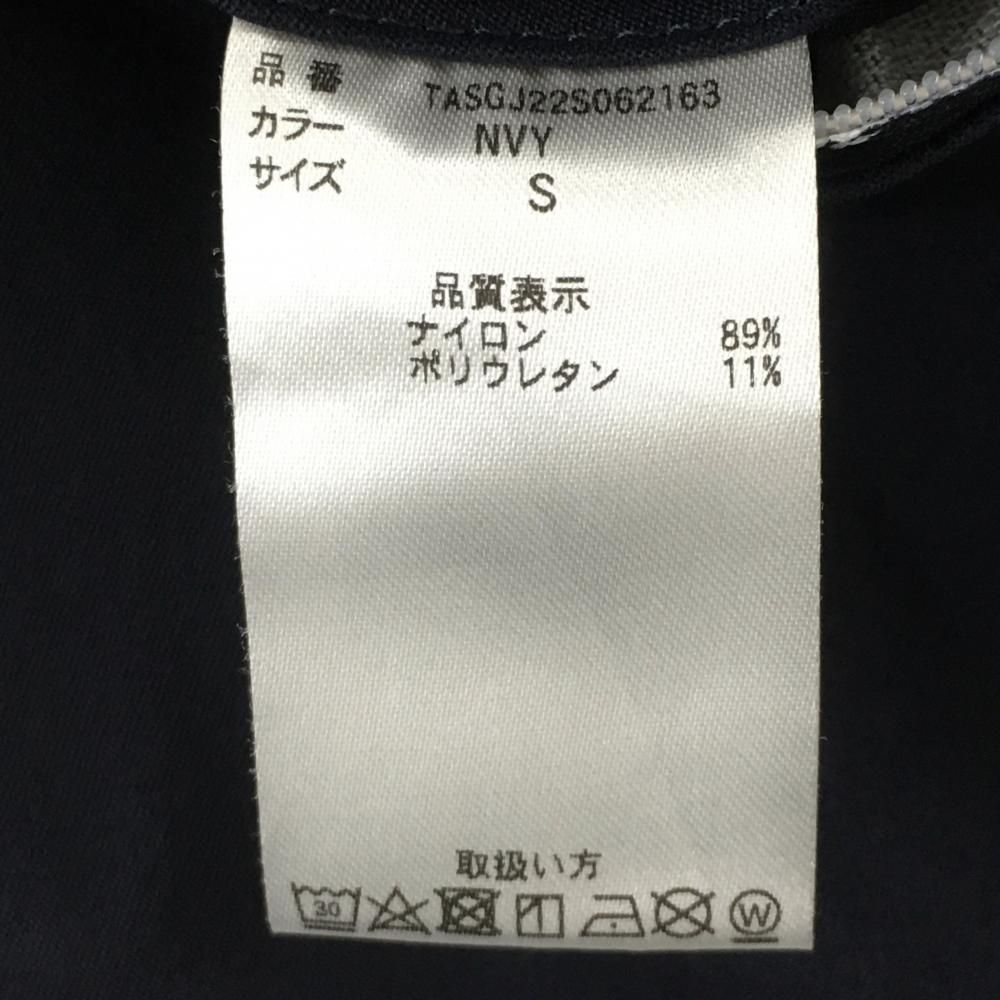 品番 TASGJ22S062163
カラー NVY
サイズ S
品質表示
ナイロン 89%
ポリウレタン 11%
取扱い方
30
W